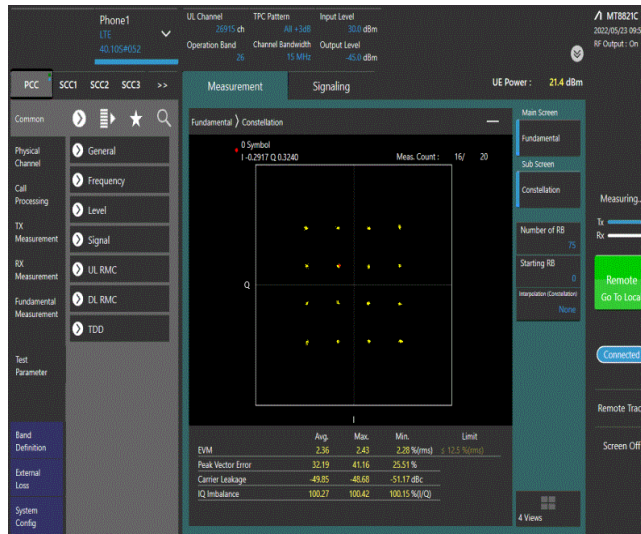 Phone1
LTE
40.10S#052
UL Channel TPC Pattern Input Level
26915 ch All +3dB 30.0 dBm
Operation Band Channel Bandwidth Output Level
26 15 MHz -45.0 dBm
MT8821C
2022/05/23 09:5
RF Output : On
PCC SCC1 SCC2 SCC3 >>
Measurement Signaling
UE Power : 21.4 dBm
Common
Physical
Channel
Call
Processing
TX
Measurement
RX
Measurement
Fundamental
Measurement
Test
Parameter
Band
Definition
External
Loss
System
Config
General
Frequency
Level
Signal
UL RMC
DL RMC
TDD
Fundamental Constellation
0 Symbol
I -0.2917 Q 0.3240
Meas. Count : 16/ 20
Q
I
Avg. Max. Min. Limit
EVM 2.36 2.43 2.28 %(rms) ≤ 12.5 %(rms)
Peak Vector Error 32.19 41.16 25.51 %
Carrier Leakage -49.85 -48.68 -51.17 dBc
IQ Imbalance 100.27 100.42 100.15 %(I/Q)
Main Screen
Fundamental
Sub Screen
Constellation
Number of RB
75
Starting RB
0
Interpolation (Constellation)
None
4 Views
Measuring..
Tx
Rx
Remote
Go To Loca
Connected
Remote Trac
Screen Off